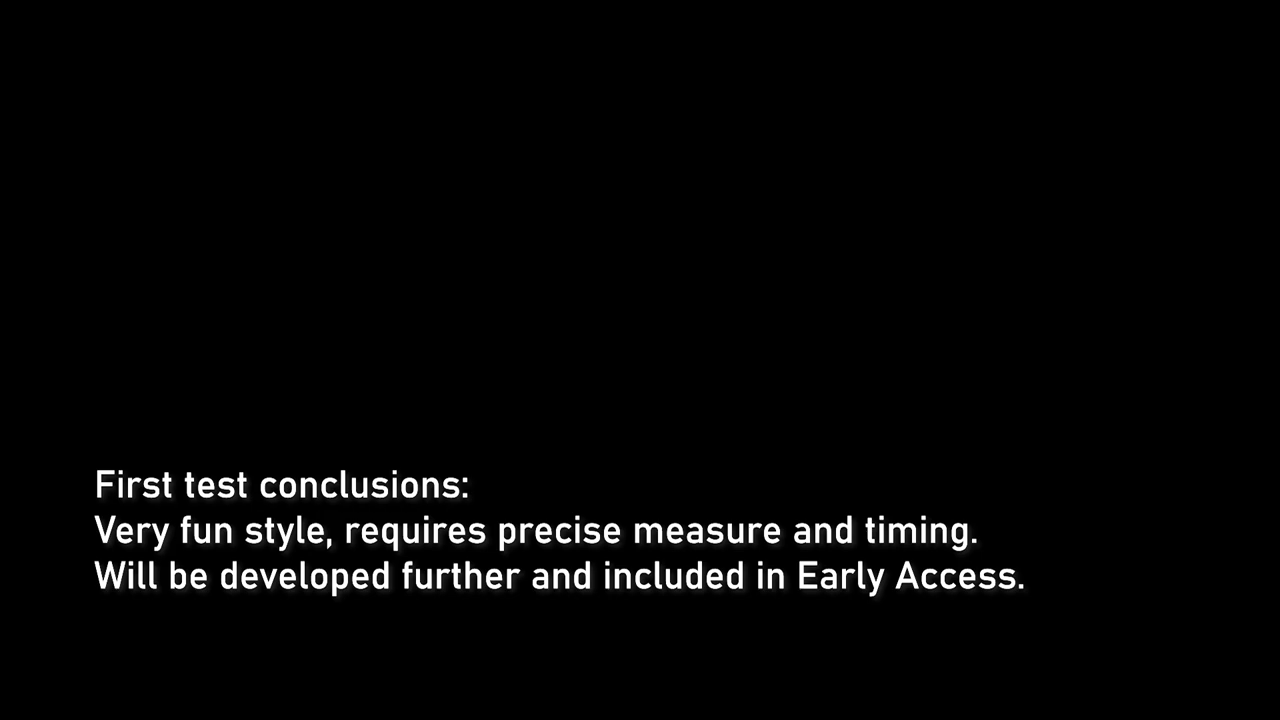 First test conclusions:
Very fun style, requires precise measure and timing.
Will be developed further and included in Early Access.